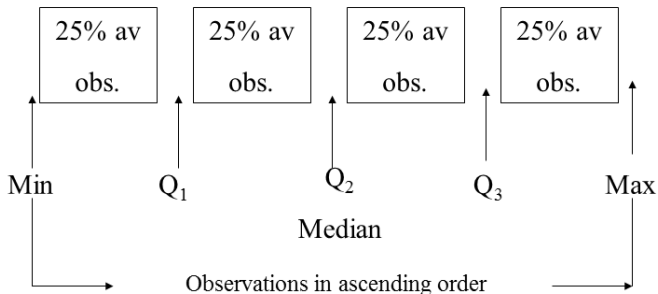 25% av 25% av 25% av 25% av
obs. obs. obs. obs.
Min Q₁ Q₂ Q₃ Max
Median
Observations in ascending order